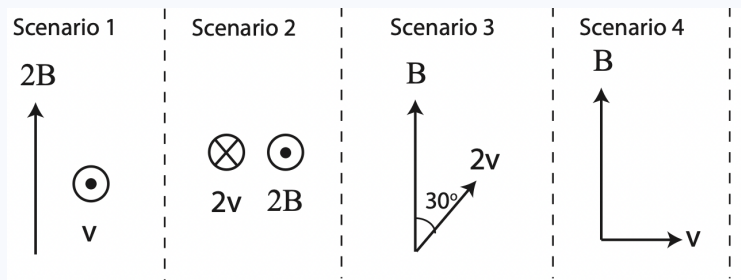 Scenario 1
2B
v
Scenario 2
2v 2B
Scenario 3
B
2v
30°
Scenario 4
B
v